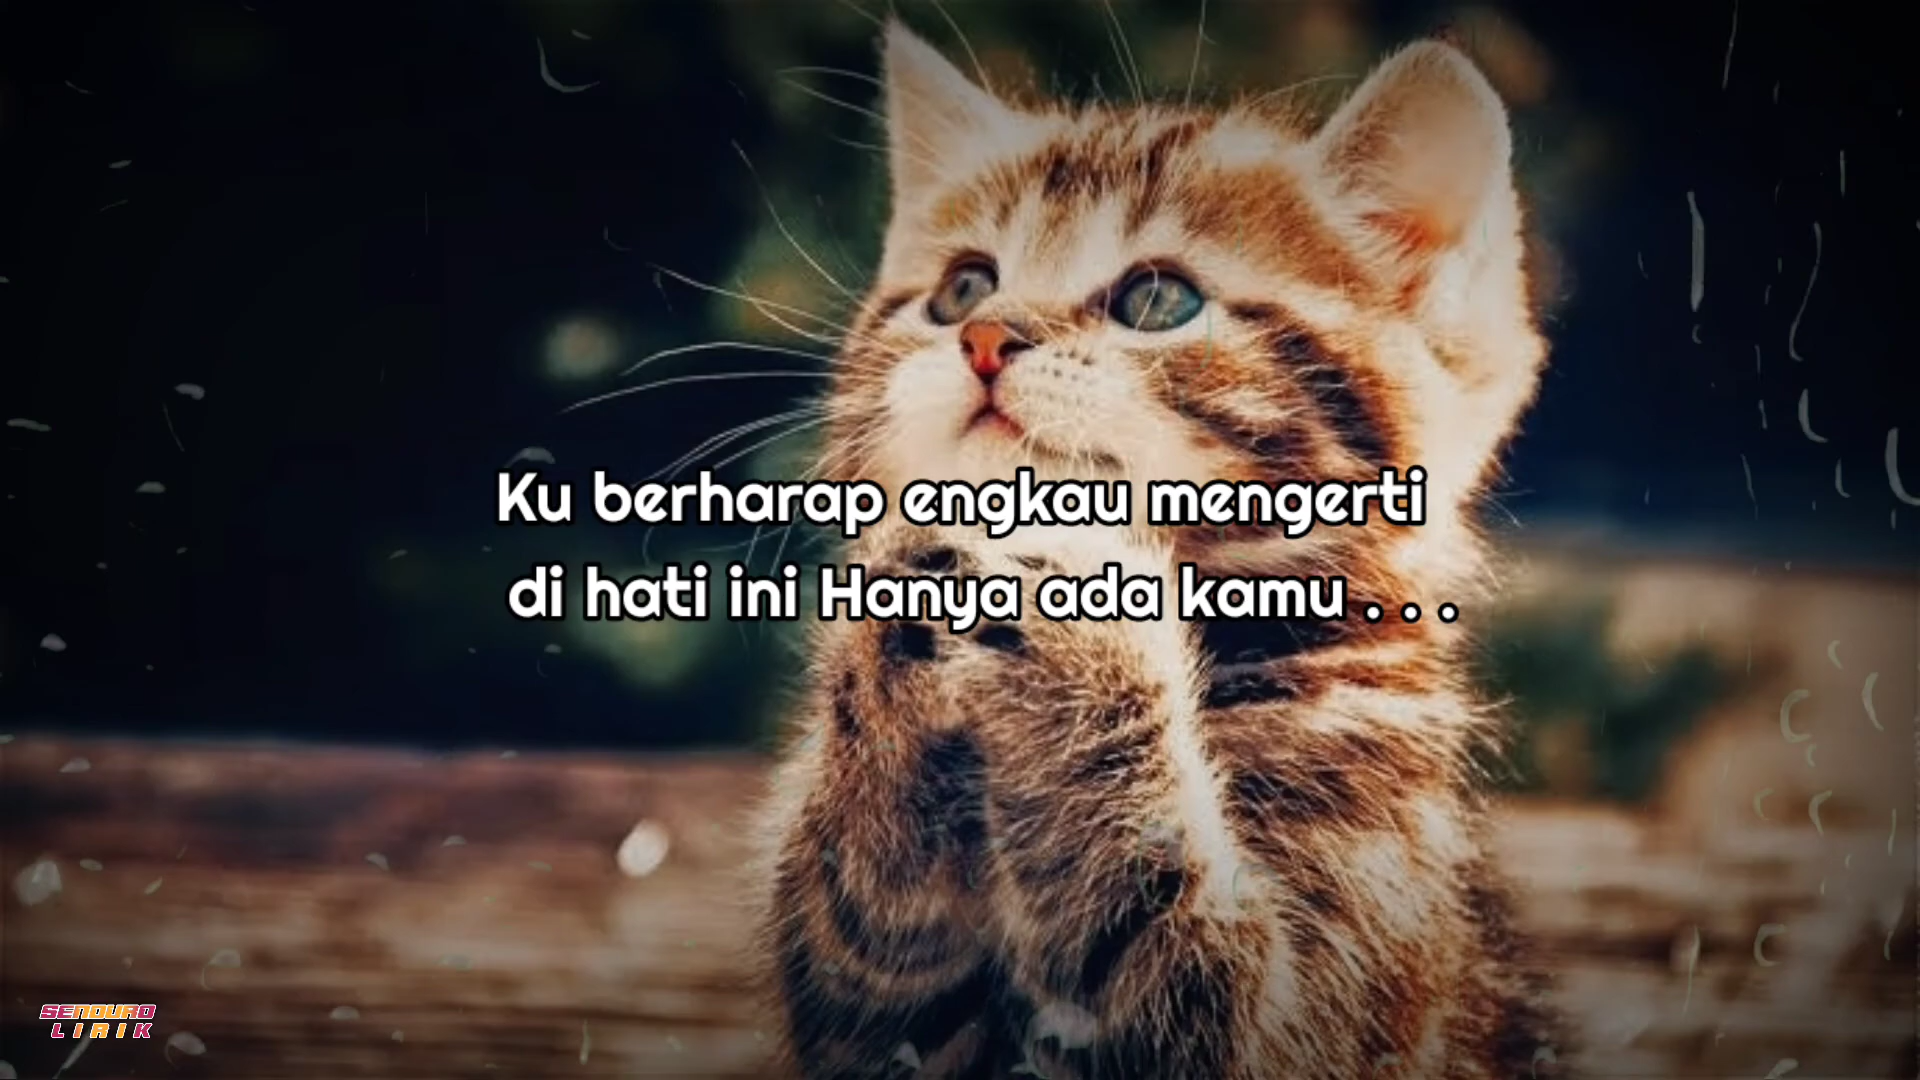 Ku berharap engkau mengerti
di hati ini Hanya ada kamu . . .
SENDURO
LIRIK